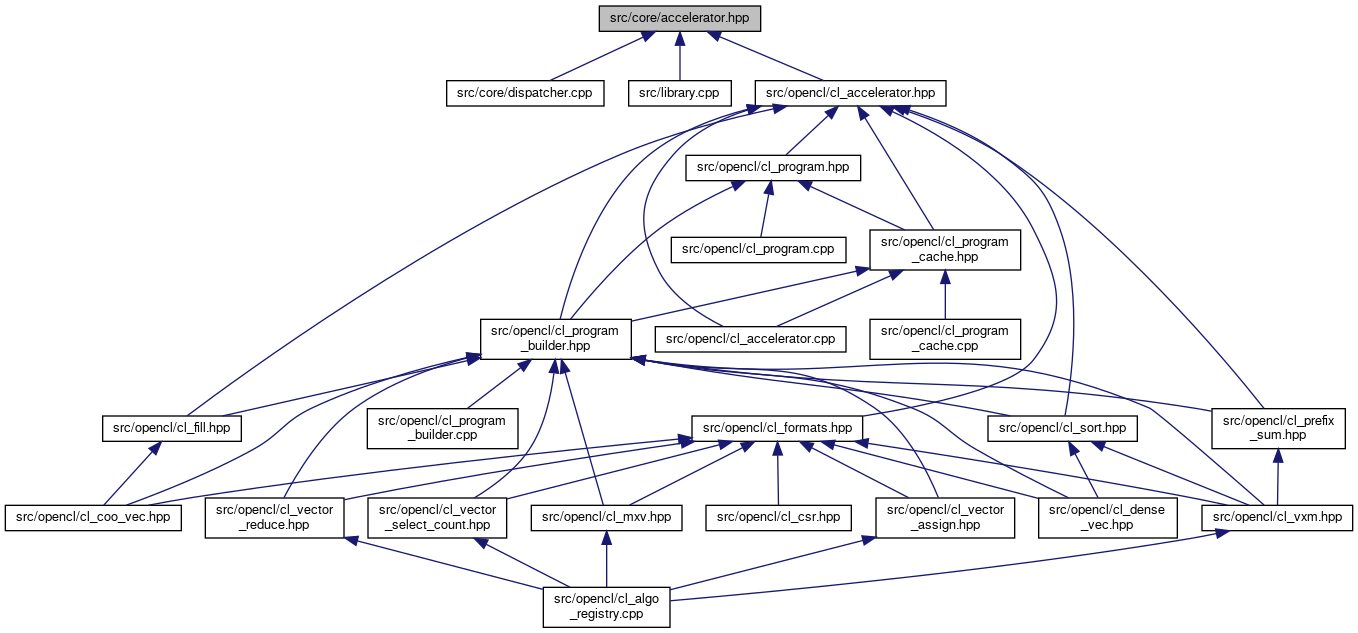 src/core/accelerator.hpp
src/core/dispatcher.cpp
src/library.cpp
src/opencl/cl_accelerator.hpp
src/opencl/cl_program.hpp
src/opencl/cl_program.cpp
src/opencl/cl_program
_cache.hpp
src/opencl/cl_program
_builder.hpp
src/opencl/cl_accelerator.cpp
src/opencl/cl_program
_cache.cpp
src/opencl/cl_fill.hpp
src/opencl/cl_program
_builder.cpp
src/opencl/cl_formats.hpp
src/opencl/cl_sort.hpp
src/opencl/cl_prefix
_sum.hpp
src/opencl/cl_coo_vec.hpp
src/opencl/cl_vector
_reduce.hpp
src/opencl/cl_vector
_select_count.hpp
src/opencl/cl_mxv.hpp
src/opencl/cl_csr.hpp
src/opencl/cl_vector
_assign.hpp
src/opencl/cl_dense
_vec.hpp
src/opencl/cl_vxm.hpp
src/opencl/cl_algo
_registry.cpp